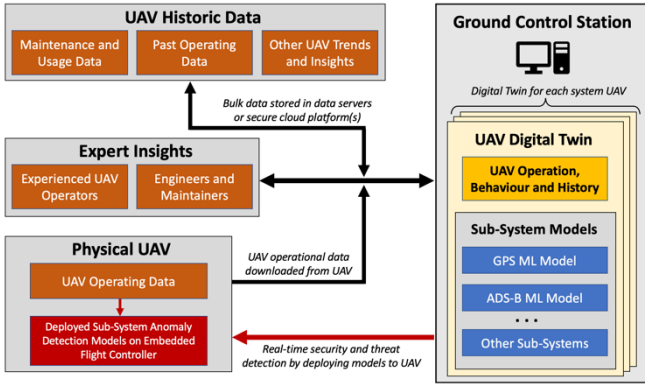 UAV Historic Data
Maintenance and
Usage Data
Past Operating
Data
Other UAV Trends
and Insights
Bulk data stored in data servers
or secure cloud platform(s)
Expert Insights
Experienced UAV
Operators
Engineers and
Maintainers
Physical UAV
UAV Operating Data
Deployed Sub-System Anomaly
Detection Models on Embedded
Flight Controller
UAV operational data
downloaded from UAV
Real-time security and threat
detection by deploying models to UAV
Ground Control Station
Digital Twin for each system UAV
UAV Digital Twin
UAV Operation,
Behaviour and History
Sub-System Models
GPS ML Model
ADS-B ML Model
• • •
Other Sub-Systems